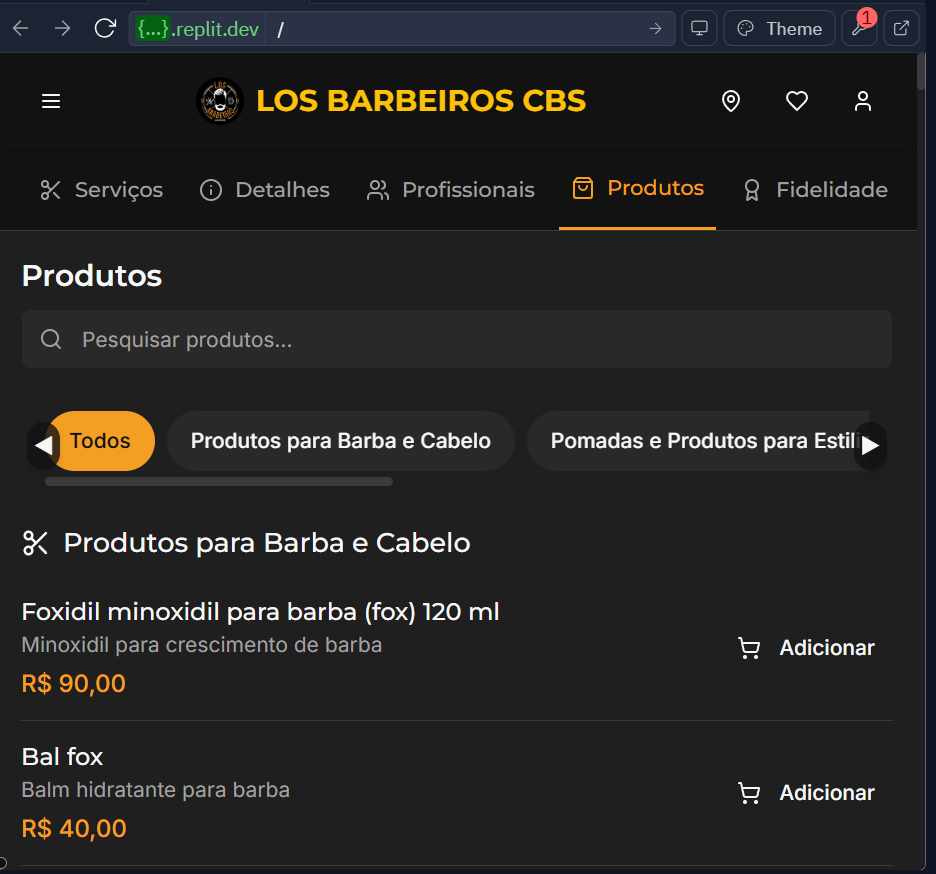 {...}.replit.dev /
Theme
1
LOS BARBEIROS CBS
Serviços
Detalhes
Profissionais
Produtos
Fidelidade
Produtos
Pesquisar produtos...
Todos
Produtos para Barba e Cabelo
Pomadas e Produtos para Estili
Produtos para Barba e Cabelo
Foxidil minoxidil para barba (fox) 120 ml
Minoxidil para crescimento de barba
R$ 90,00
Adicionar
Bal fox
Balm hidratante para barba
R$ 40,00
Adicionar